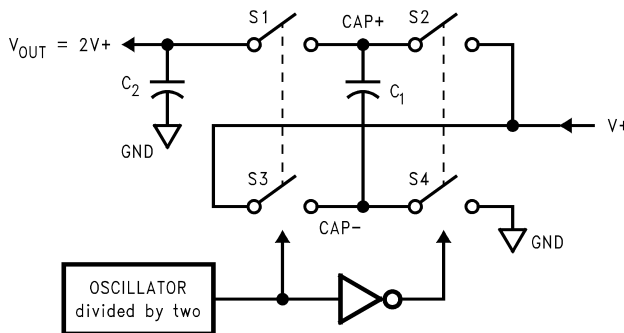 S1
CAP+
S2
V_OUT = 2V+
C_2
C_1
GND
V+
S3
S4
CAP-
GND
OSCILLATOR
divided by two